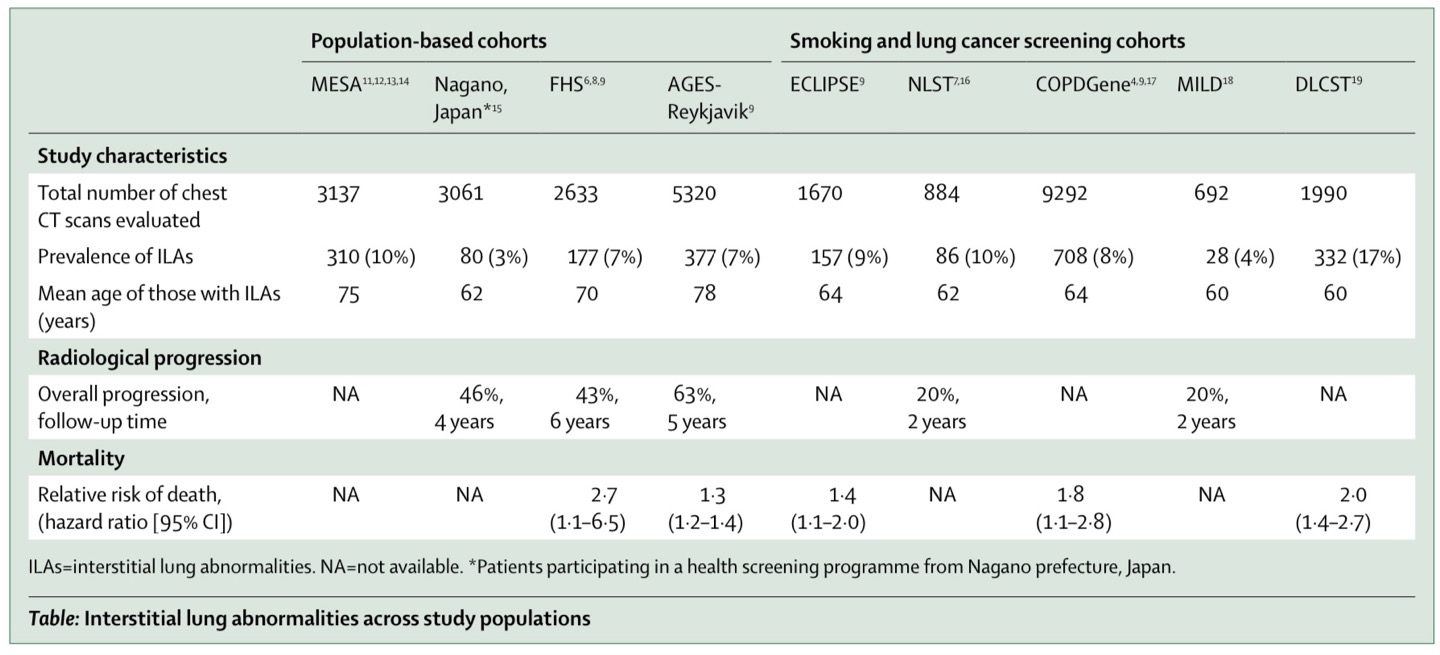 Population-based cohorts Smoking and lung cancer screening cohorts
MESA11,12,13,14 Nagano, Japan*15 FHS6,8,9 AGES-Reykjavik9 ECLIPSE9 NLST7,16 COPDGene4,9,17 MILD18 DLCST19
Study characteristics
Total number of chest CT scans evaluated 3137 3061 2633 5320 1670 884 9292 692 1990
Prevalence of ILAs 310 (10%) 80 (3%) 177 (7%) 377 (7%) 157 (9%) 86 (10%) 708 (8%) 28 (4%) 332 (17%)
Mean age of those with ILAs (years) 75 62 70 78 64 62 64 60 60
Radiological progression
Overall progression, NA 46%, 43%, 63%, NA 20%, NA 20%, NA
follow-up time 4 years 6 years 5 years 2 years 2 years
Mortality
Relative risk of death, NA NA 2·7 1·3 1·4 NA 1·8 NA 2·0
(hazard ratio [95% CI]) (1·1–6·5) (1·2–1·4) (1·1–2·0) (1·1–2·8) (1·4–2·7)
ILAs=interstitial lung abnormalities. NA=not available. *Patients participating in a health screening programme from Nagano prefecture, Japan.
Table: Interstitial lung abnormalities across study populations